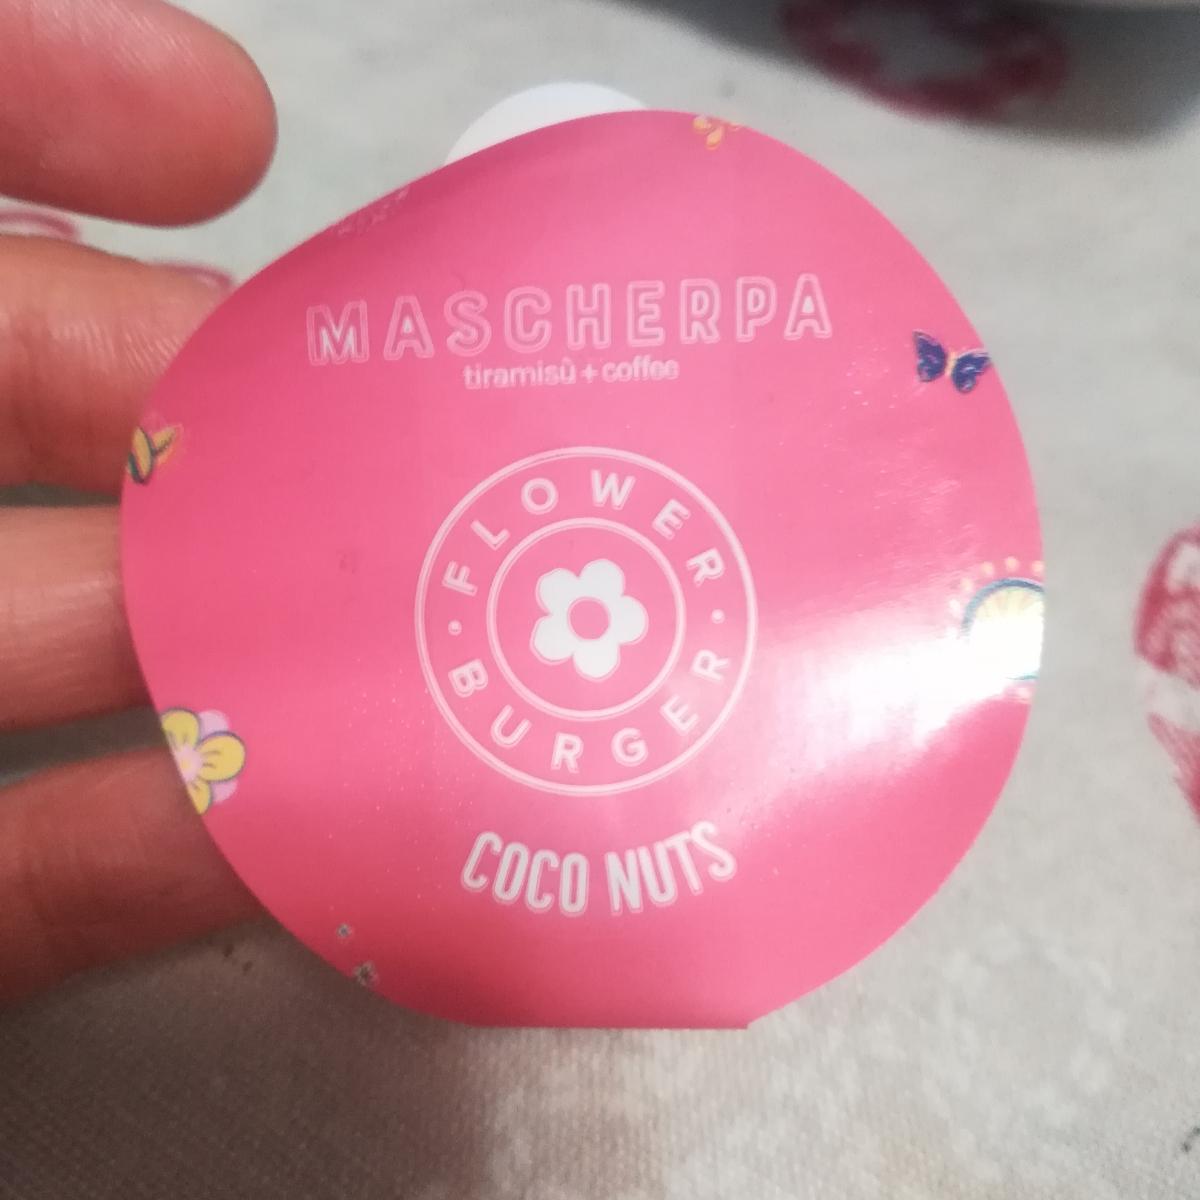 MASCHERPA
tiramisù + coffee
FLOWER
BURGER
COCO NUTS